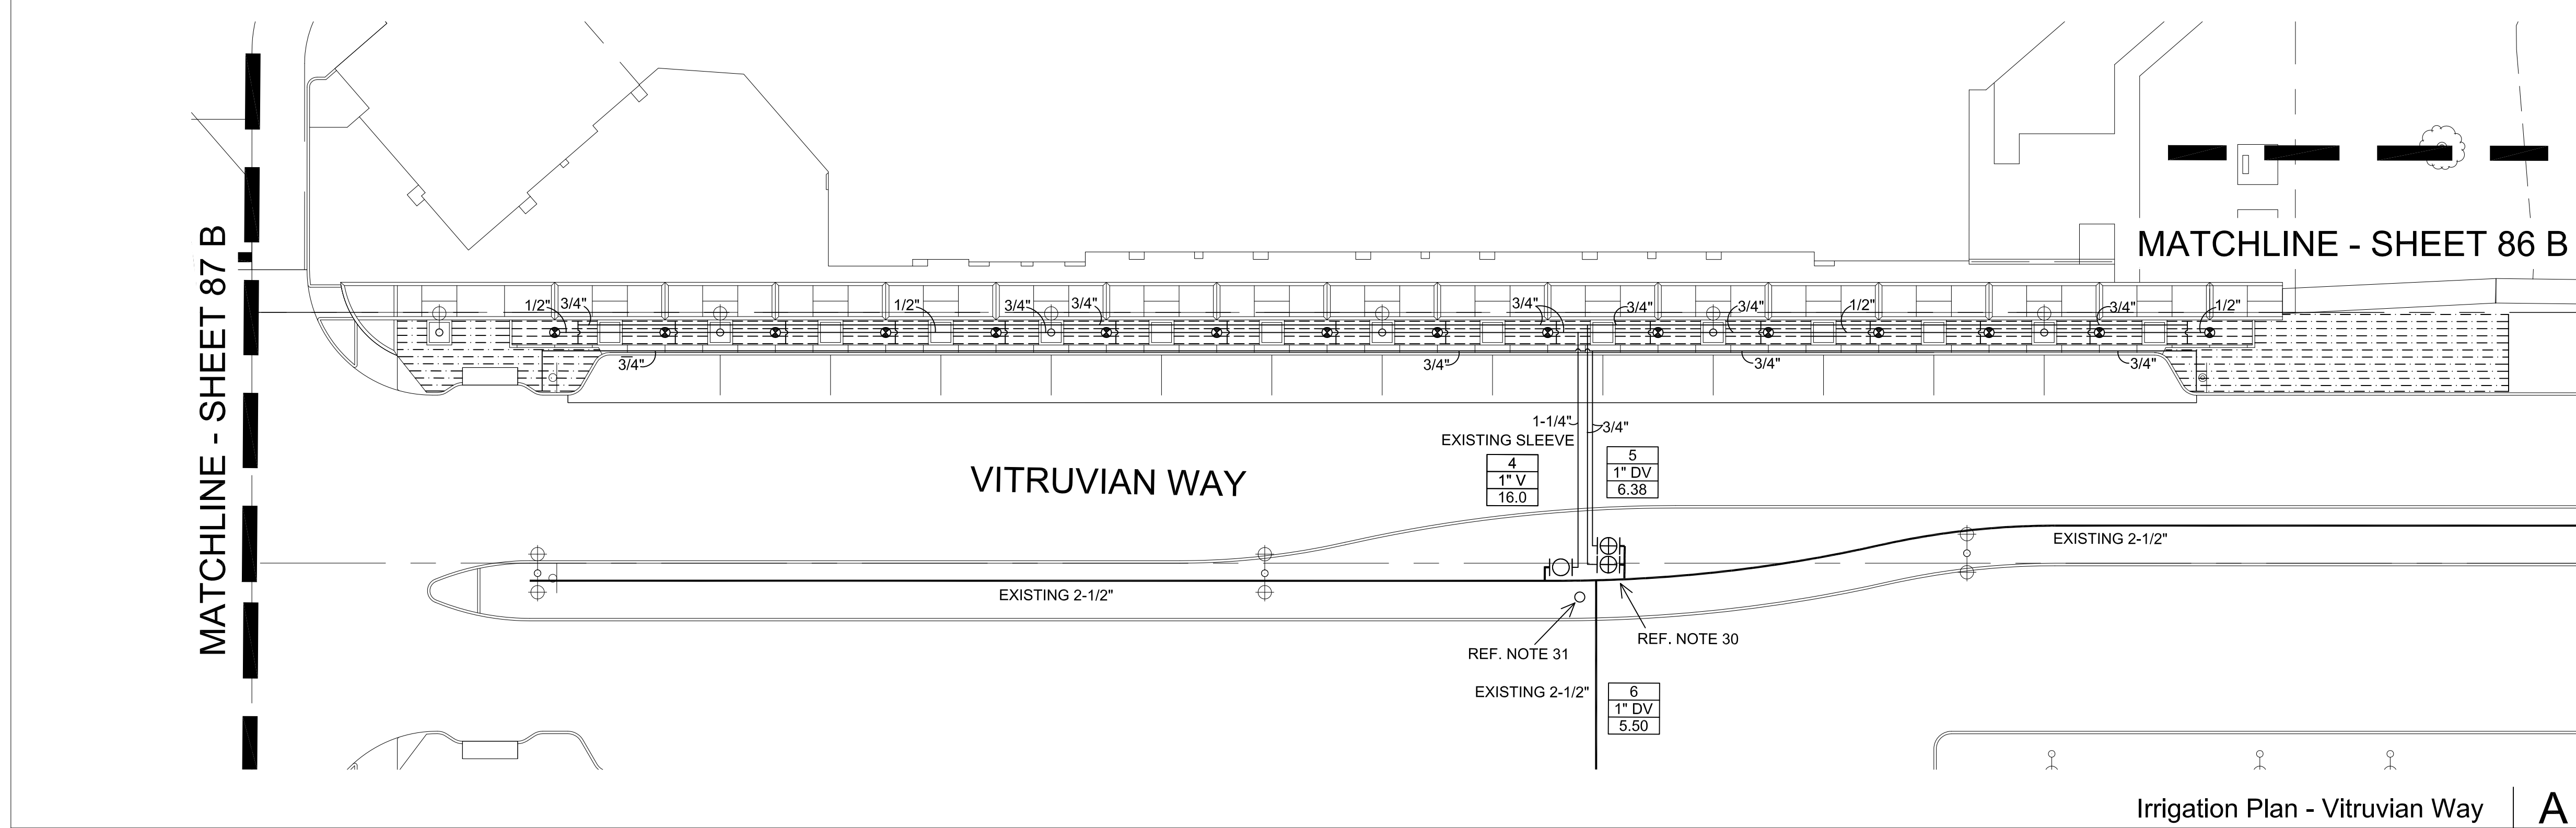 MATCHLINE - SHEET 87 B
MATCHLINE - SHEET 86 B
1/2" 3/4" 1/2" 3/4" 3/4" 3/4" 3/4" 3/4" 1/2" 3/4" 1/2"
3/4" 3/4" 3/4" 3/4"
1-1/4" 3/4"
EXISTING SLEEVE
4
1" V
16.0
5
1" DV
6.38
VITRUVIAN WAY
EXISTING 2-1/2"
EXISTING 2-1/2"
REF. NOTE 30
REF. NOTE 31
EXISTING 2-1/2"
6
1" DV
5.50
Irrigation Plan - Vitruvian Way A